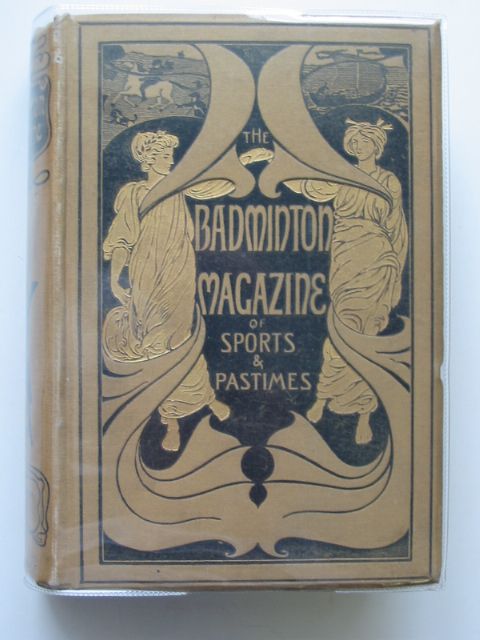 THE
BADMINTON
MAGAZINE
OF
SPORTS
&
PASTIMES